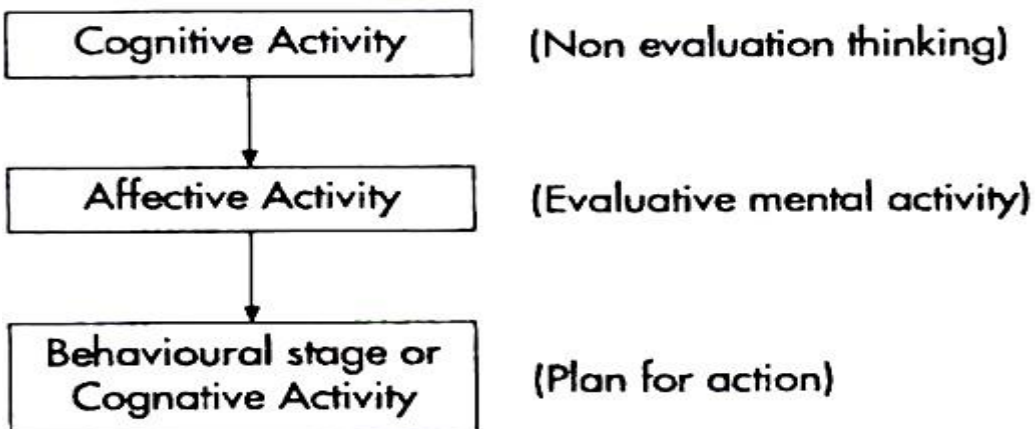 Cognitive Activity (Non evaluation thinking)
Affective Activity (Evaluative mental activity)
Behavioural stage or
Cognative Activity (Plan for action)